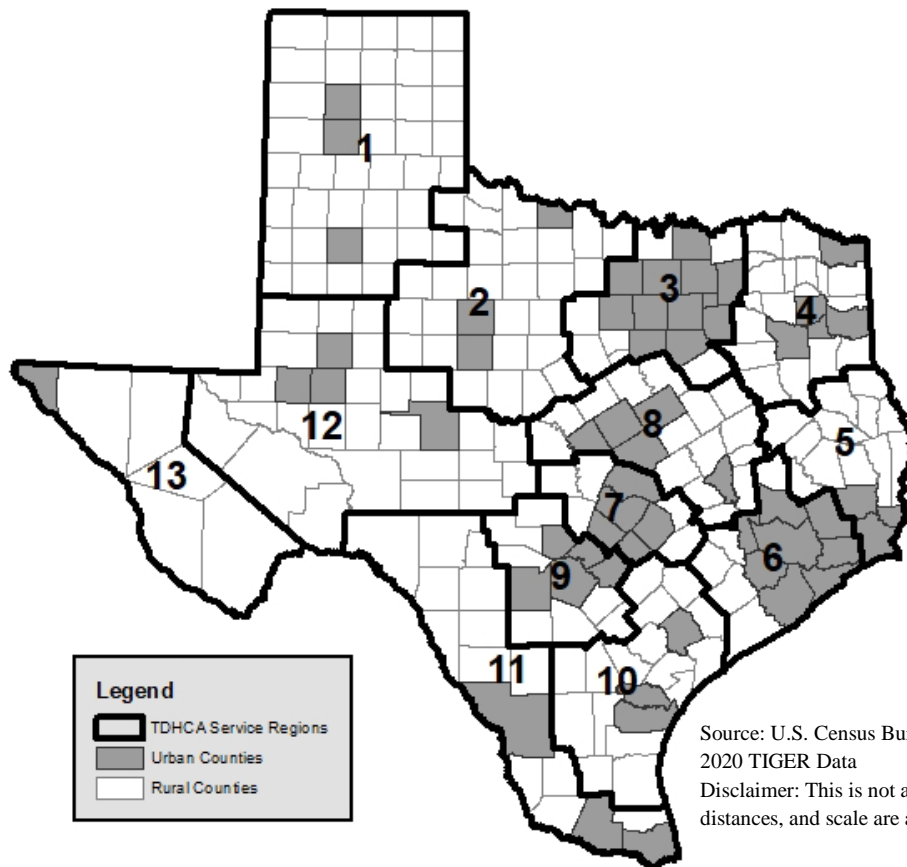 1
2
3
4
5
6
7
8
9
10
11
12
13
Legend
TDHCA Service Regions
Urban Counties
Rural Counties
Source: U.S. Census Bu
2020 TIGER Data
Disclaimer: This is not a
distances, and scale are a